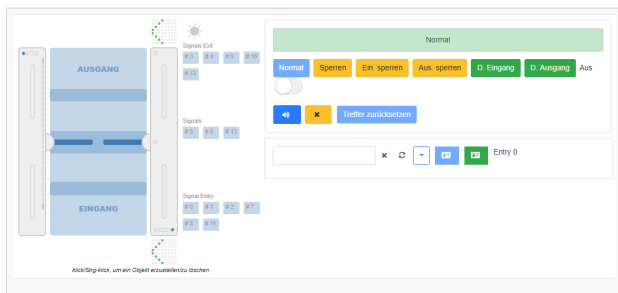 Normal
Signals Exit
# 3 # 4 # 9 # 10
# 12
AUSGANG
Normal Sperren Ein. sperren Aus. sperren D. Eingang D. Ausgang Aus
Treffer zurücksetzen
Signals
# 5 # 6 # 13
Entry 0
Signal Entry
# 0 # 1 # 2 # 7
# 8 # 11
EINGANG
klick/Strg-klick, um ein Objekt erzustellen/zu löschen